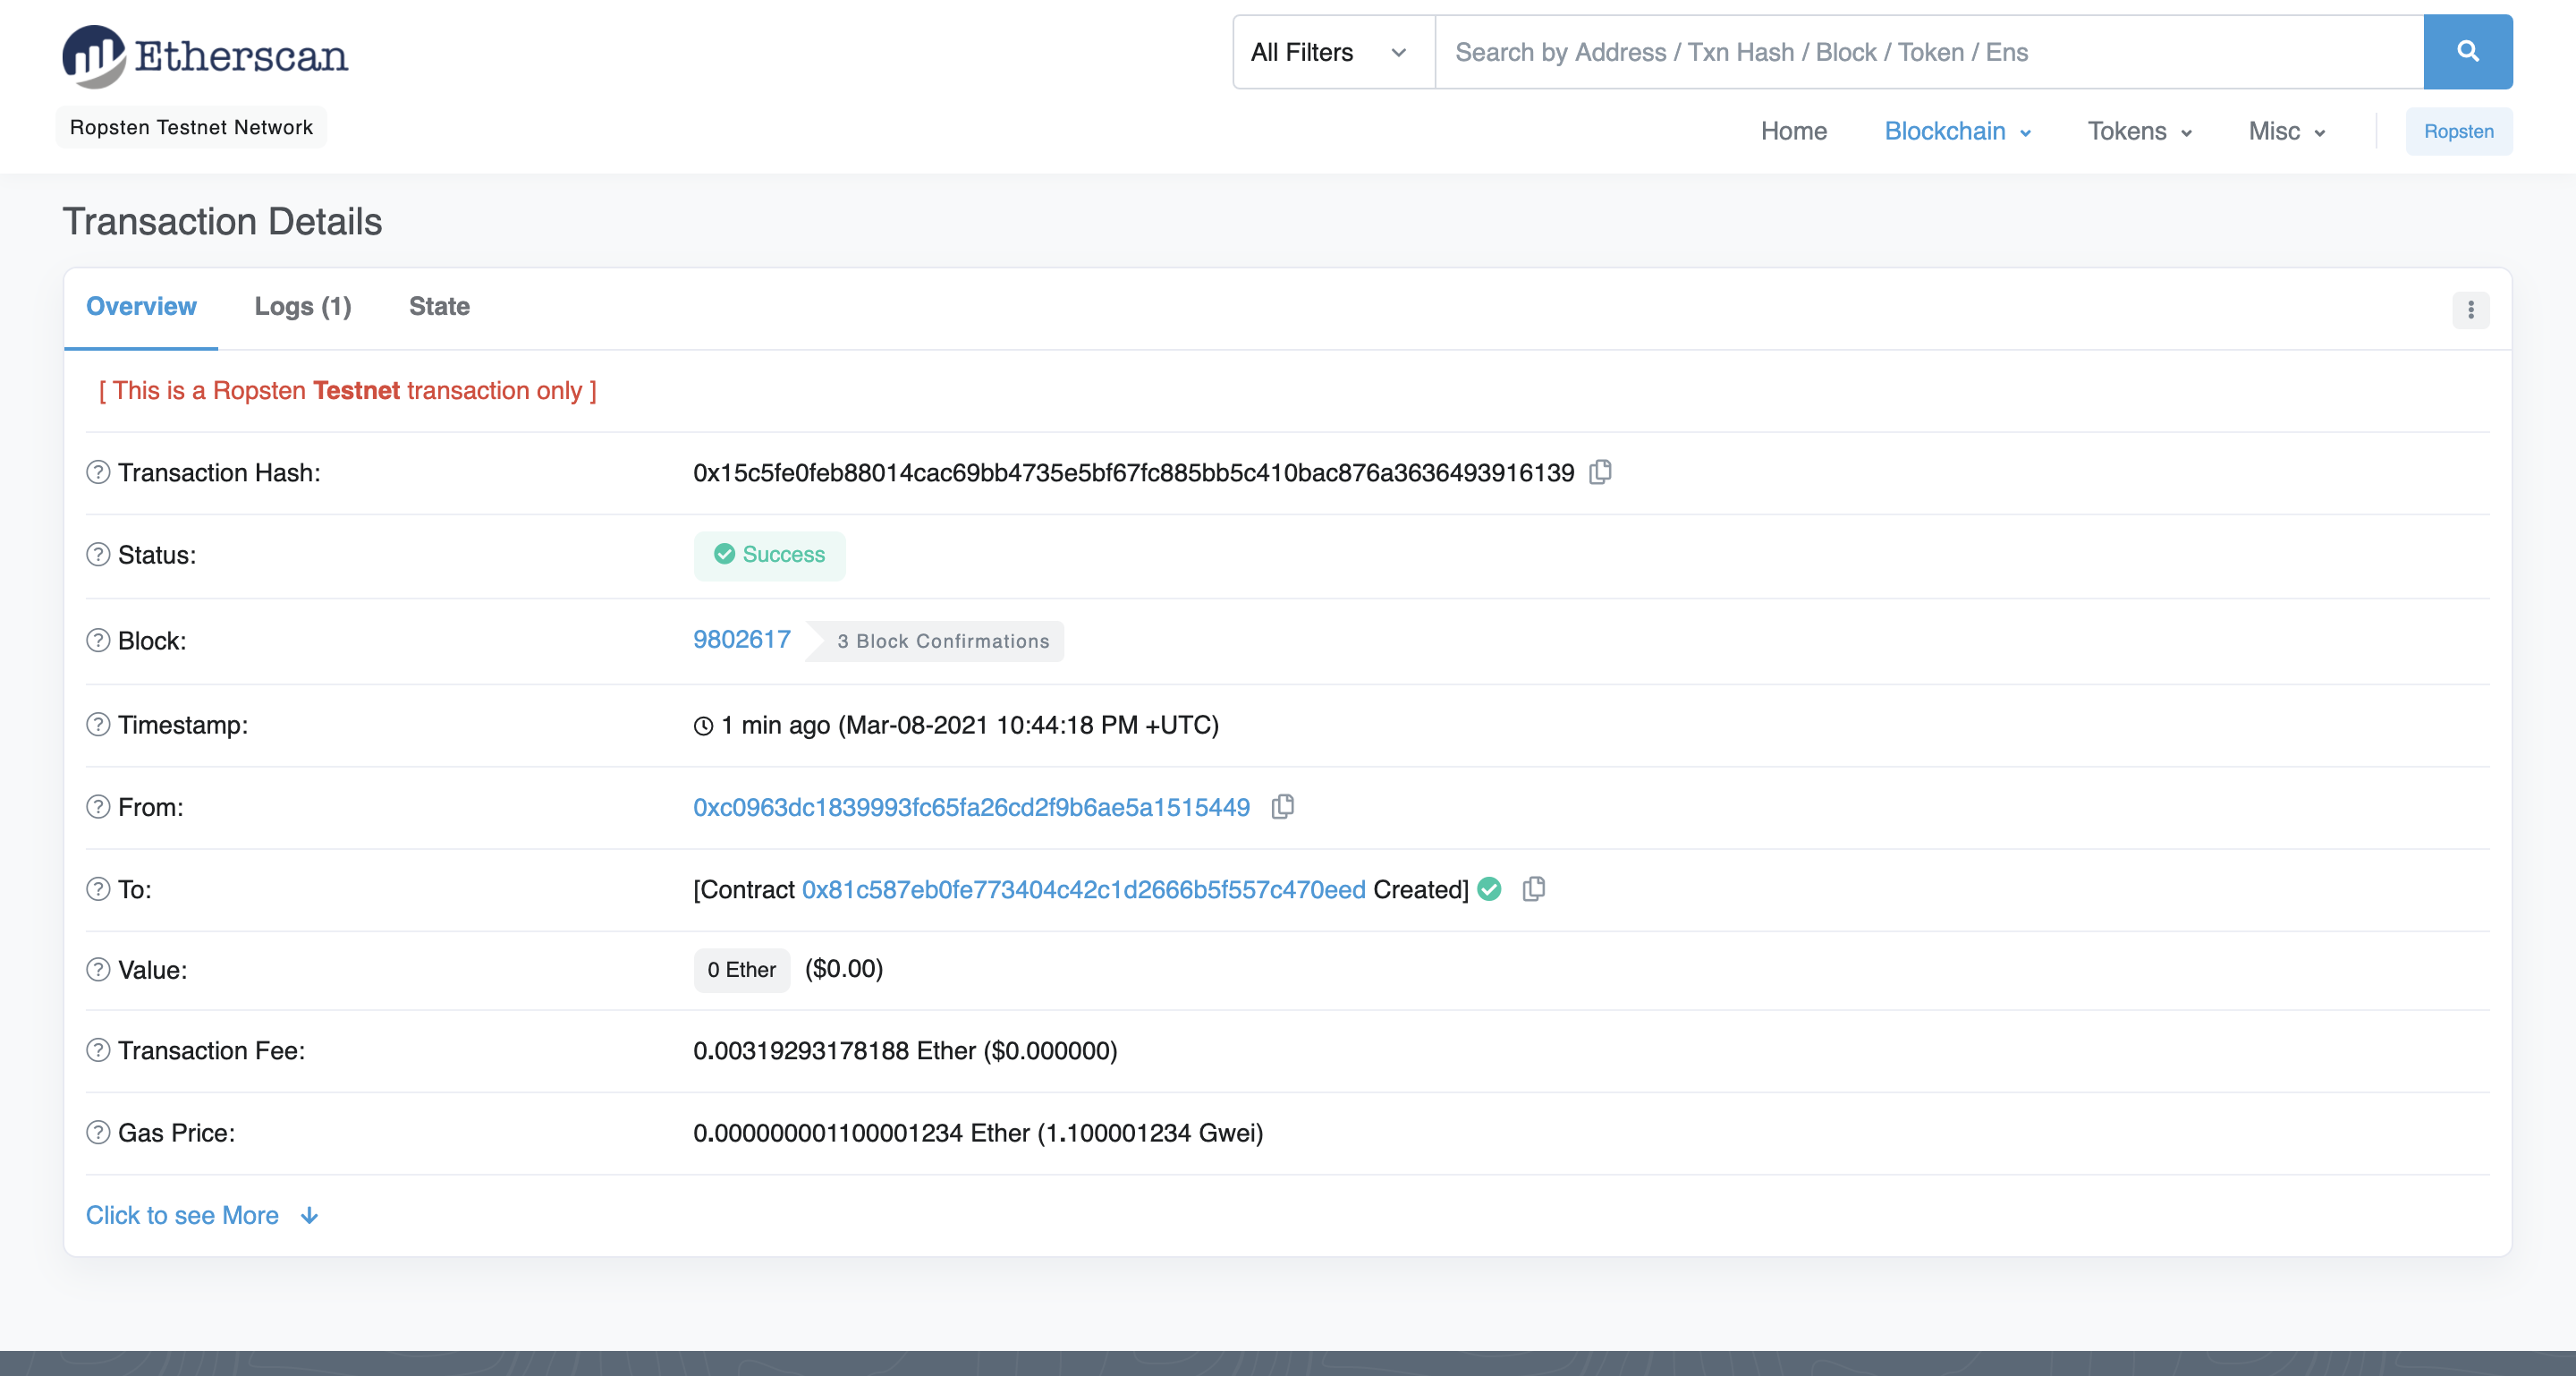 Etherscan
All Filters
Search by Address / Txn Hash / Block / Token / Ens
Ropsten Testnet Network
Home Blockchain Tokens Misc Ropsten
Transaction Details
Overview Logs (1) State
[ This is a Ropsten Testnet transaction only ]
Transaction Hash: 0x15c5fe0feb88014cac69bb4735e5bf67fc885bb5c410bac876a3636493916139
Status: Success
Block: 9802617 3 Block Confirmations
Timestamp: 1 min ago (Mar-08-2021 10:44:18 PM +UTC)
From: 0xc0963dc1839993fc65fa26cd2f9b6ae5a1515449
To: [Contract 0x81c587eb0fe773404c42c1d2666b5f557c470eed Created]
Value: 0 Ether ($0.00)
Transaction Fee: 0.00319293178188 Ether ($0.000000)
Gas Price: 0.000000001100001234 Ether (1.100001234 Gwei)
Click to see More